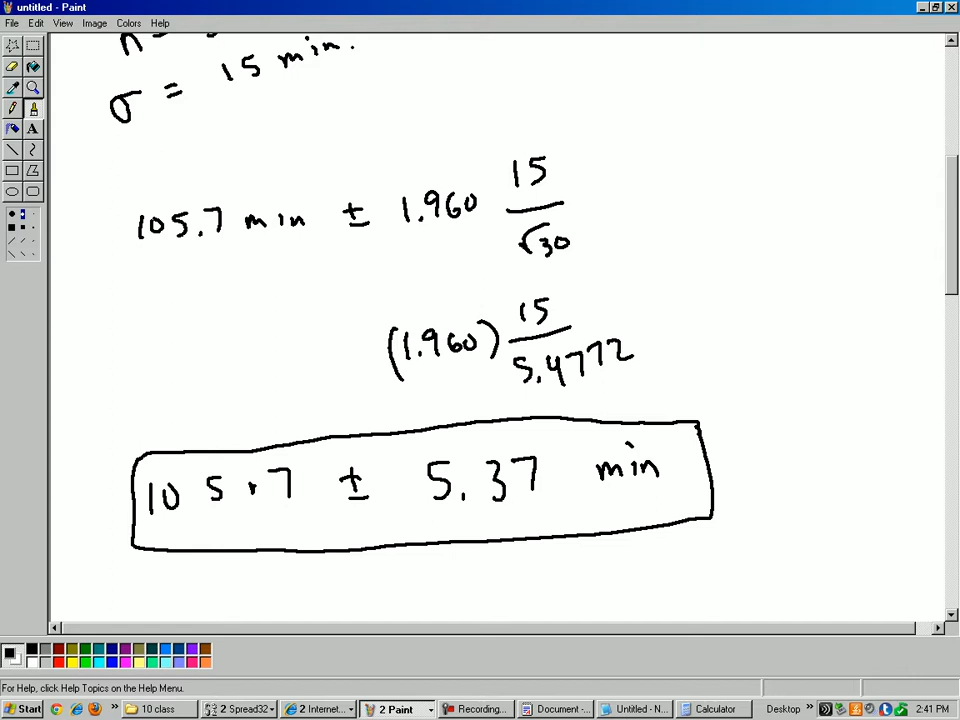 untitled - Paint
File Edit View Image Colors Help
n =
σ = 15 min.
105.7 min ± 1.960 15/√30
(1.960) 15/5.4772
105.7 ± 5.37 min
For Help, click Help Topics on the Help Menu.
Start » 10 class 2 Spread32 2 Internet... 2 Paint Recording... Document -... Untitled - N... Calculator Desktop » 2:41 PM